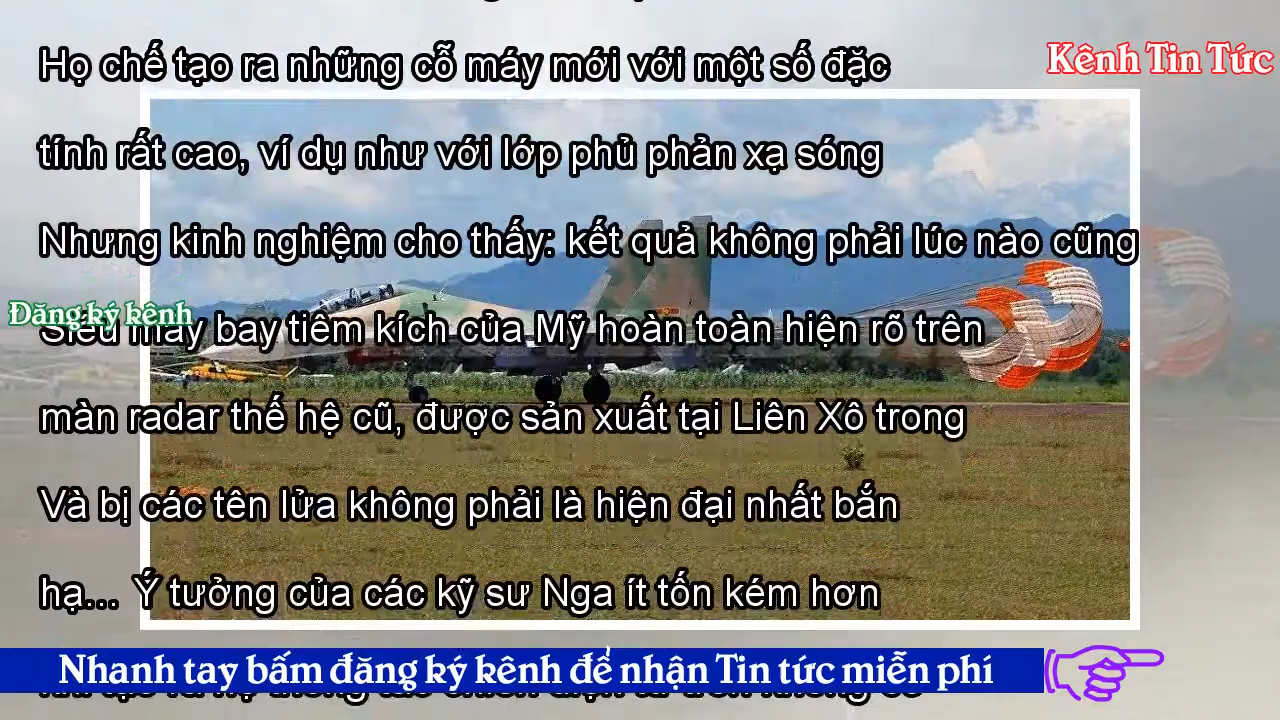 Họ chế tạo ra những cỗ máy mới với một số đặc
Kênh Tin Tức
tính rất cao, ví dụ như với lớp phủ phản xạ sóng
Nhưng kinh nghiệm cho thấy: kết quả không phải lúc nào cũng
Đăng ký kênh
Siêu máy bay tiêm kích của Mỹ hoàn toàn hiện rõ trên
màn radar thế hệ cũ, được sản xuất tại Liên Xô trong
Và bị các tên lửa không phải là hiện đại nhất bắn
hạ... Ý tưởng của các kỹ sư Nga ít tốn kém hơn
Nhanh tay bấm đăng ký kênh để nhận Tin tức miễn phí